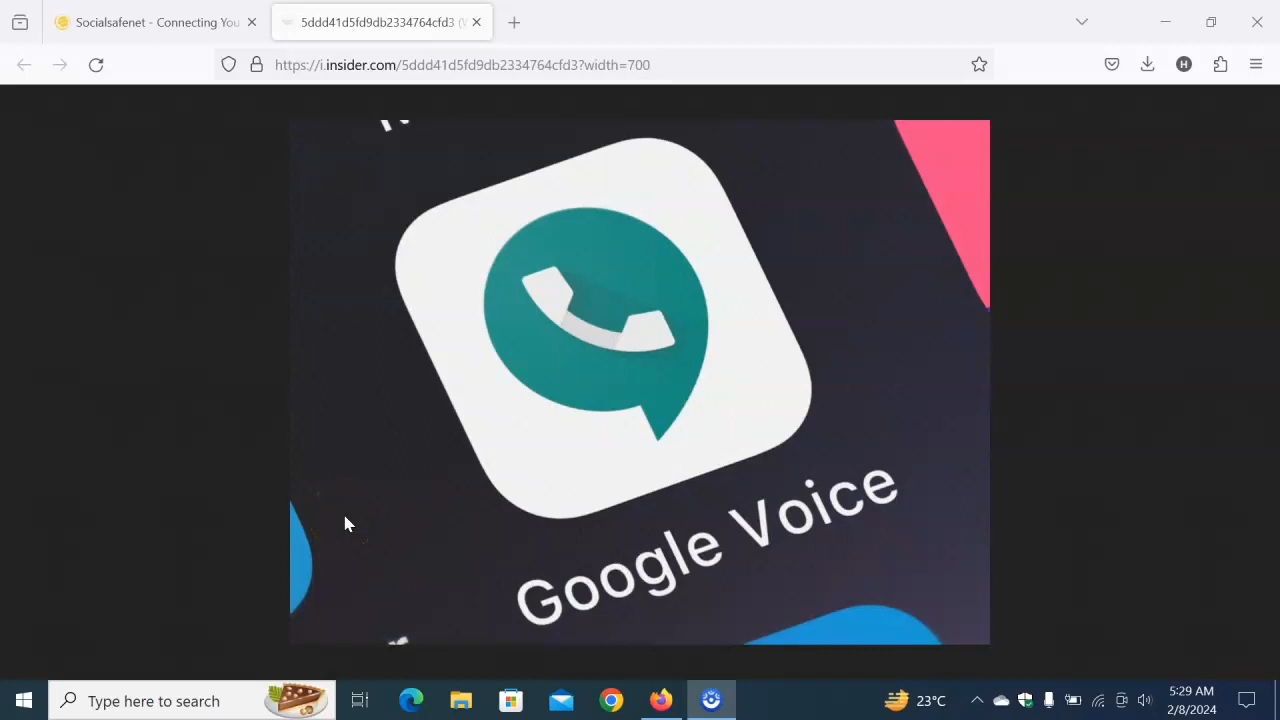 Socialsafenet - Connecting You
5ddd41d5fd9db2334764cfd3 (
https://i.insider.com/5ddd41d5fd9db2334764cfd3?width=700
H
Google Voice
Type here to search
23°C
5:29 AM
2/8/2024